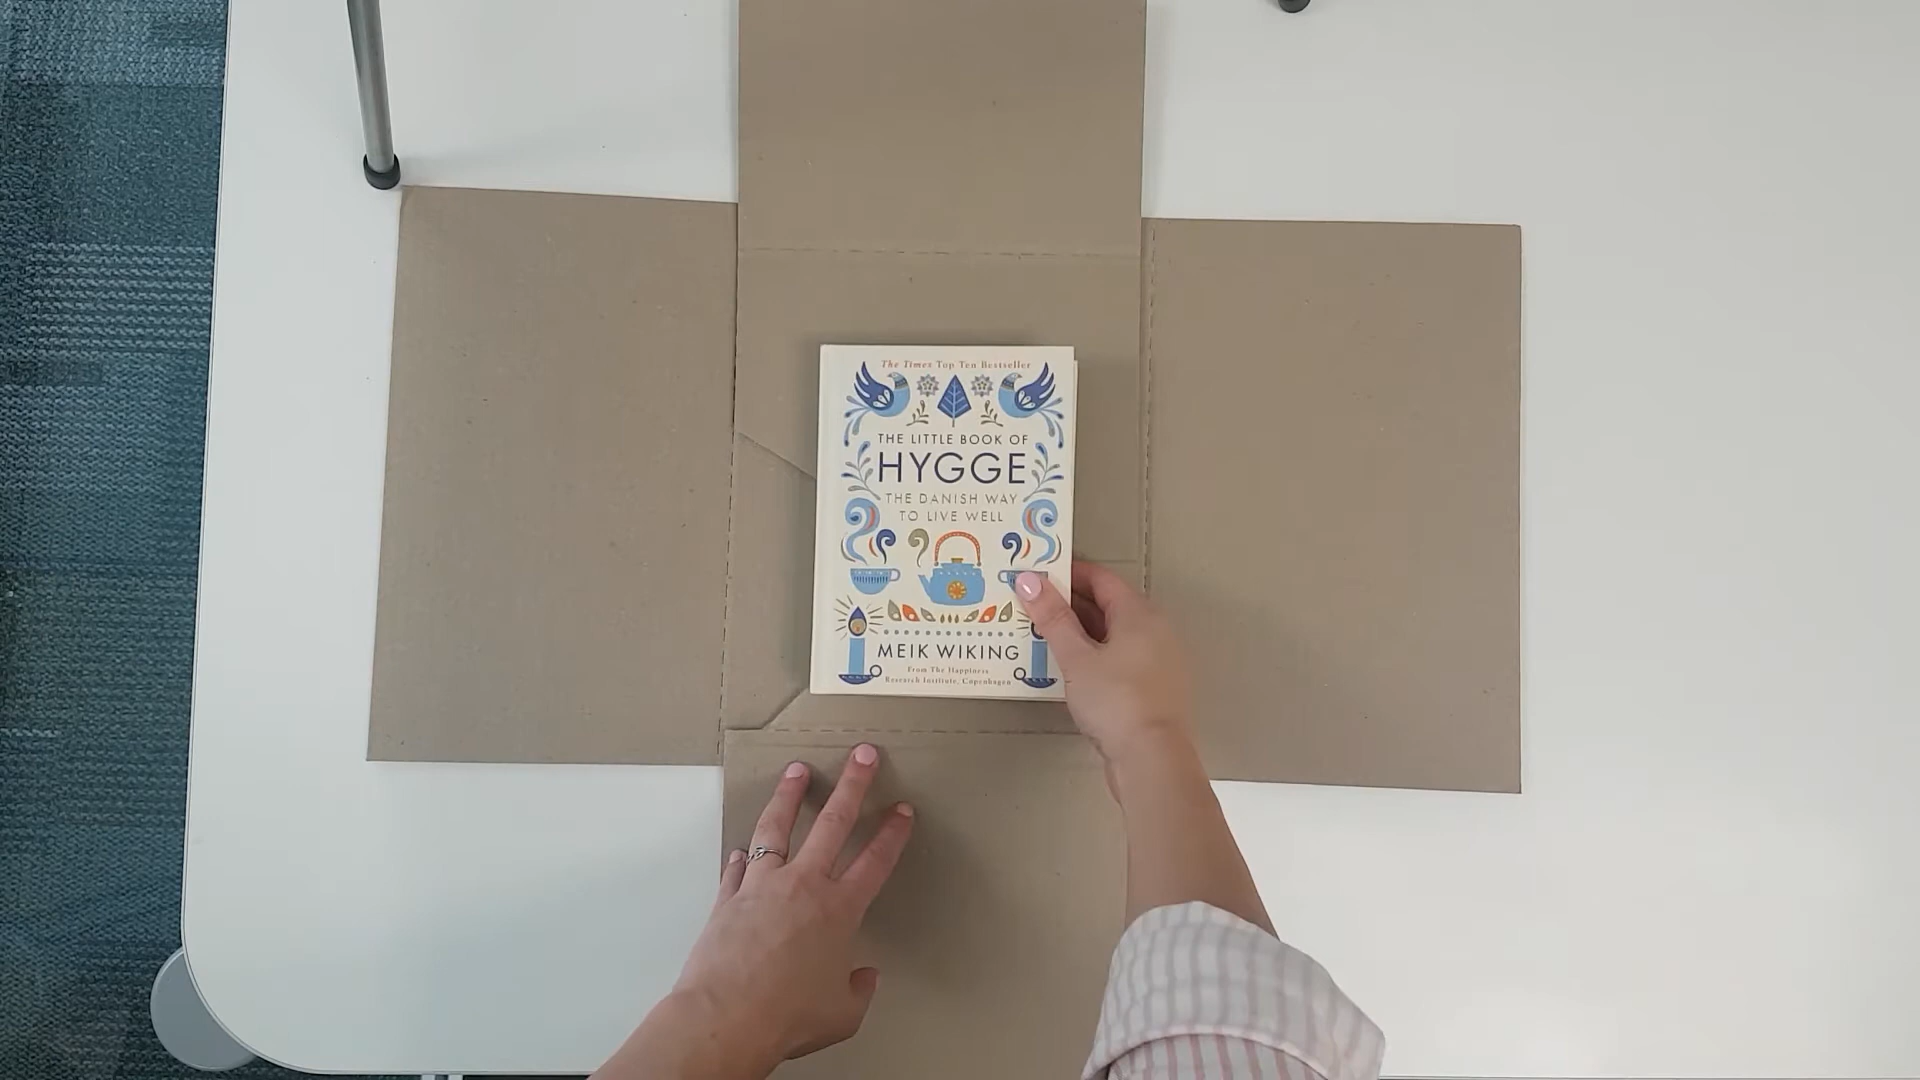 The Times Top Ten Bestseller
THE LITTLE BOOK OF
HYGGE
THE DANISH WAY
TO LIVE WELL
MEIK WIKING
From The Happiness
Research Institute, Copenhagen